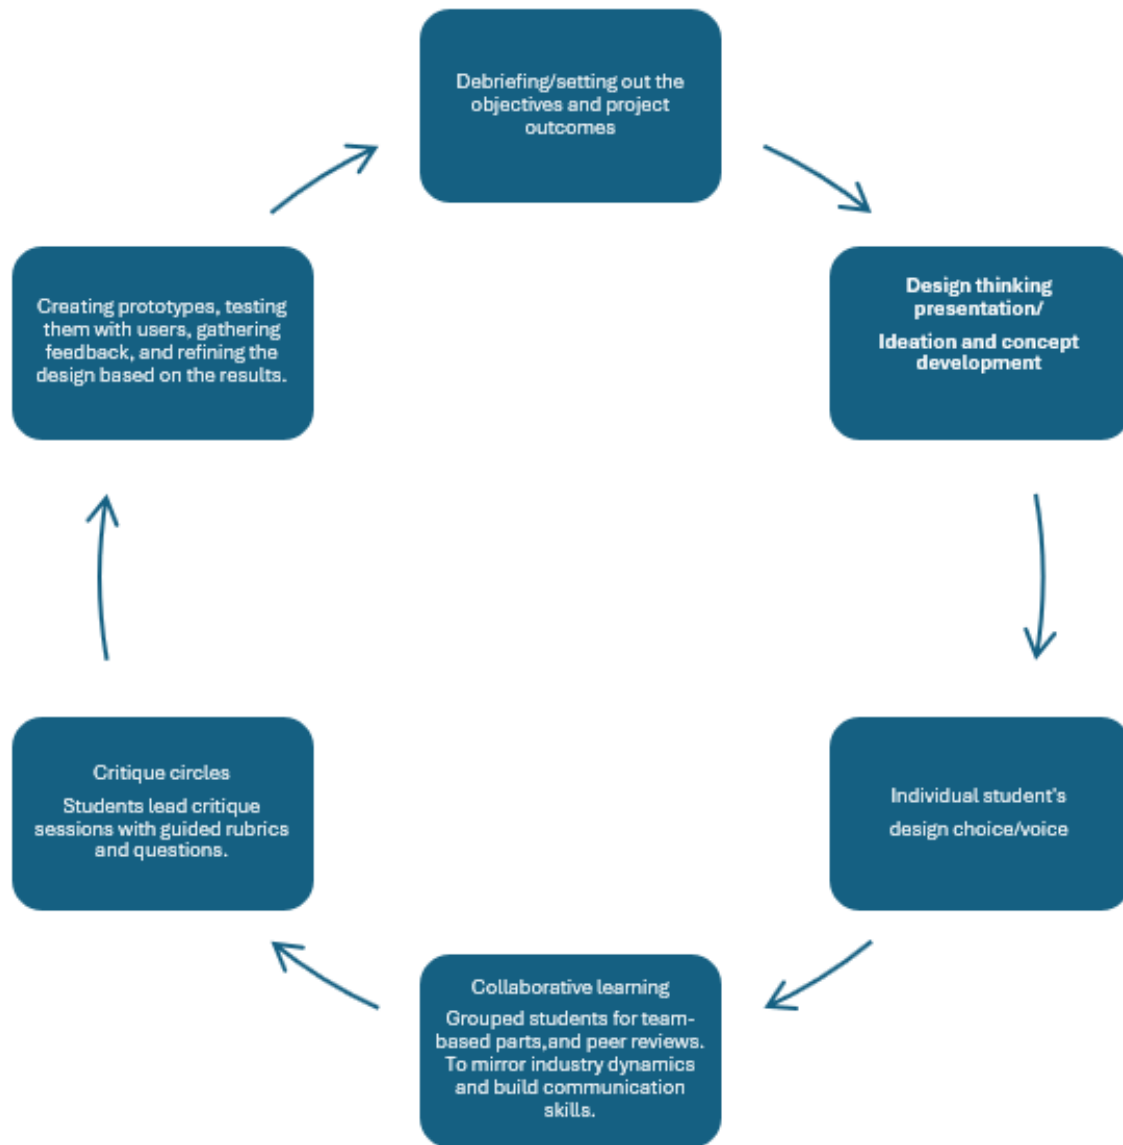 Debriefing/setting out the
objectives and project
outcomes
Design thinking
presentation/
Ideation and concept
development
Individual student's
design choice/voice
Collaborative learning
Grouped students for team-
based parts,and peer reviews.
To mirror industry dynamics
and build communication
skills.
Critique circles
Students lead critique
sessions with guided rubrics
and questions.
Creating prototypes, testing
them with users, gathering
feedback, and refining the
design based on the results.